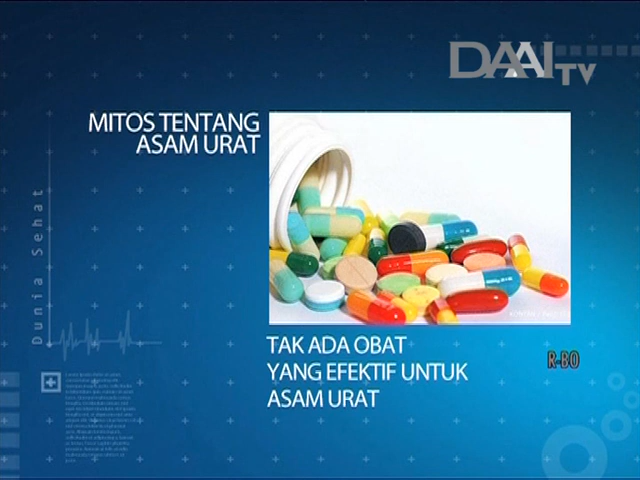 DAAI TV
MITOS TENTANG
ASAM URAT
Dunia Sehat
TAK ADA OBAT
YANG EFEKTIF UNTUK
ASAM URAT
R-BO